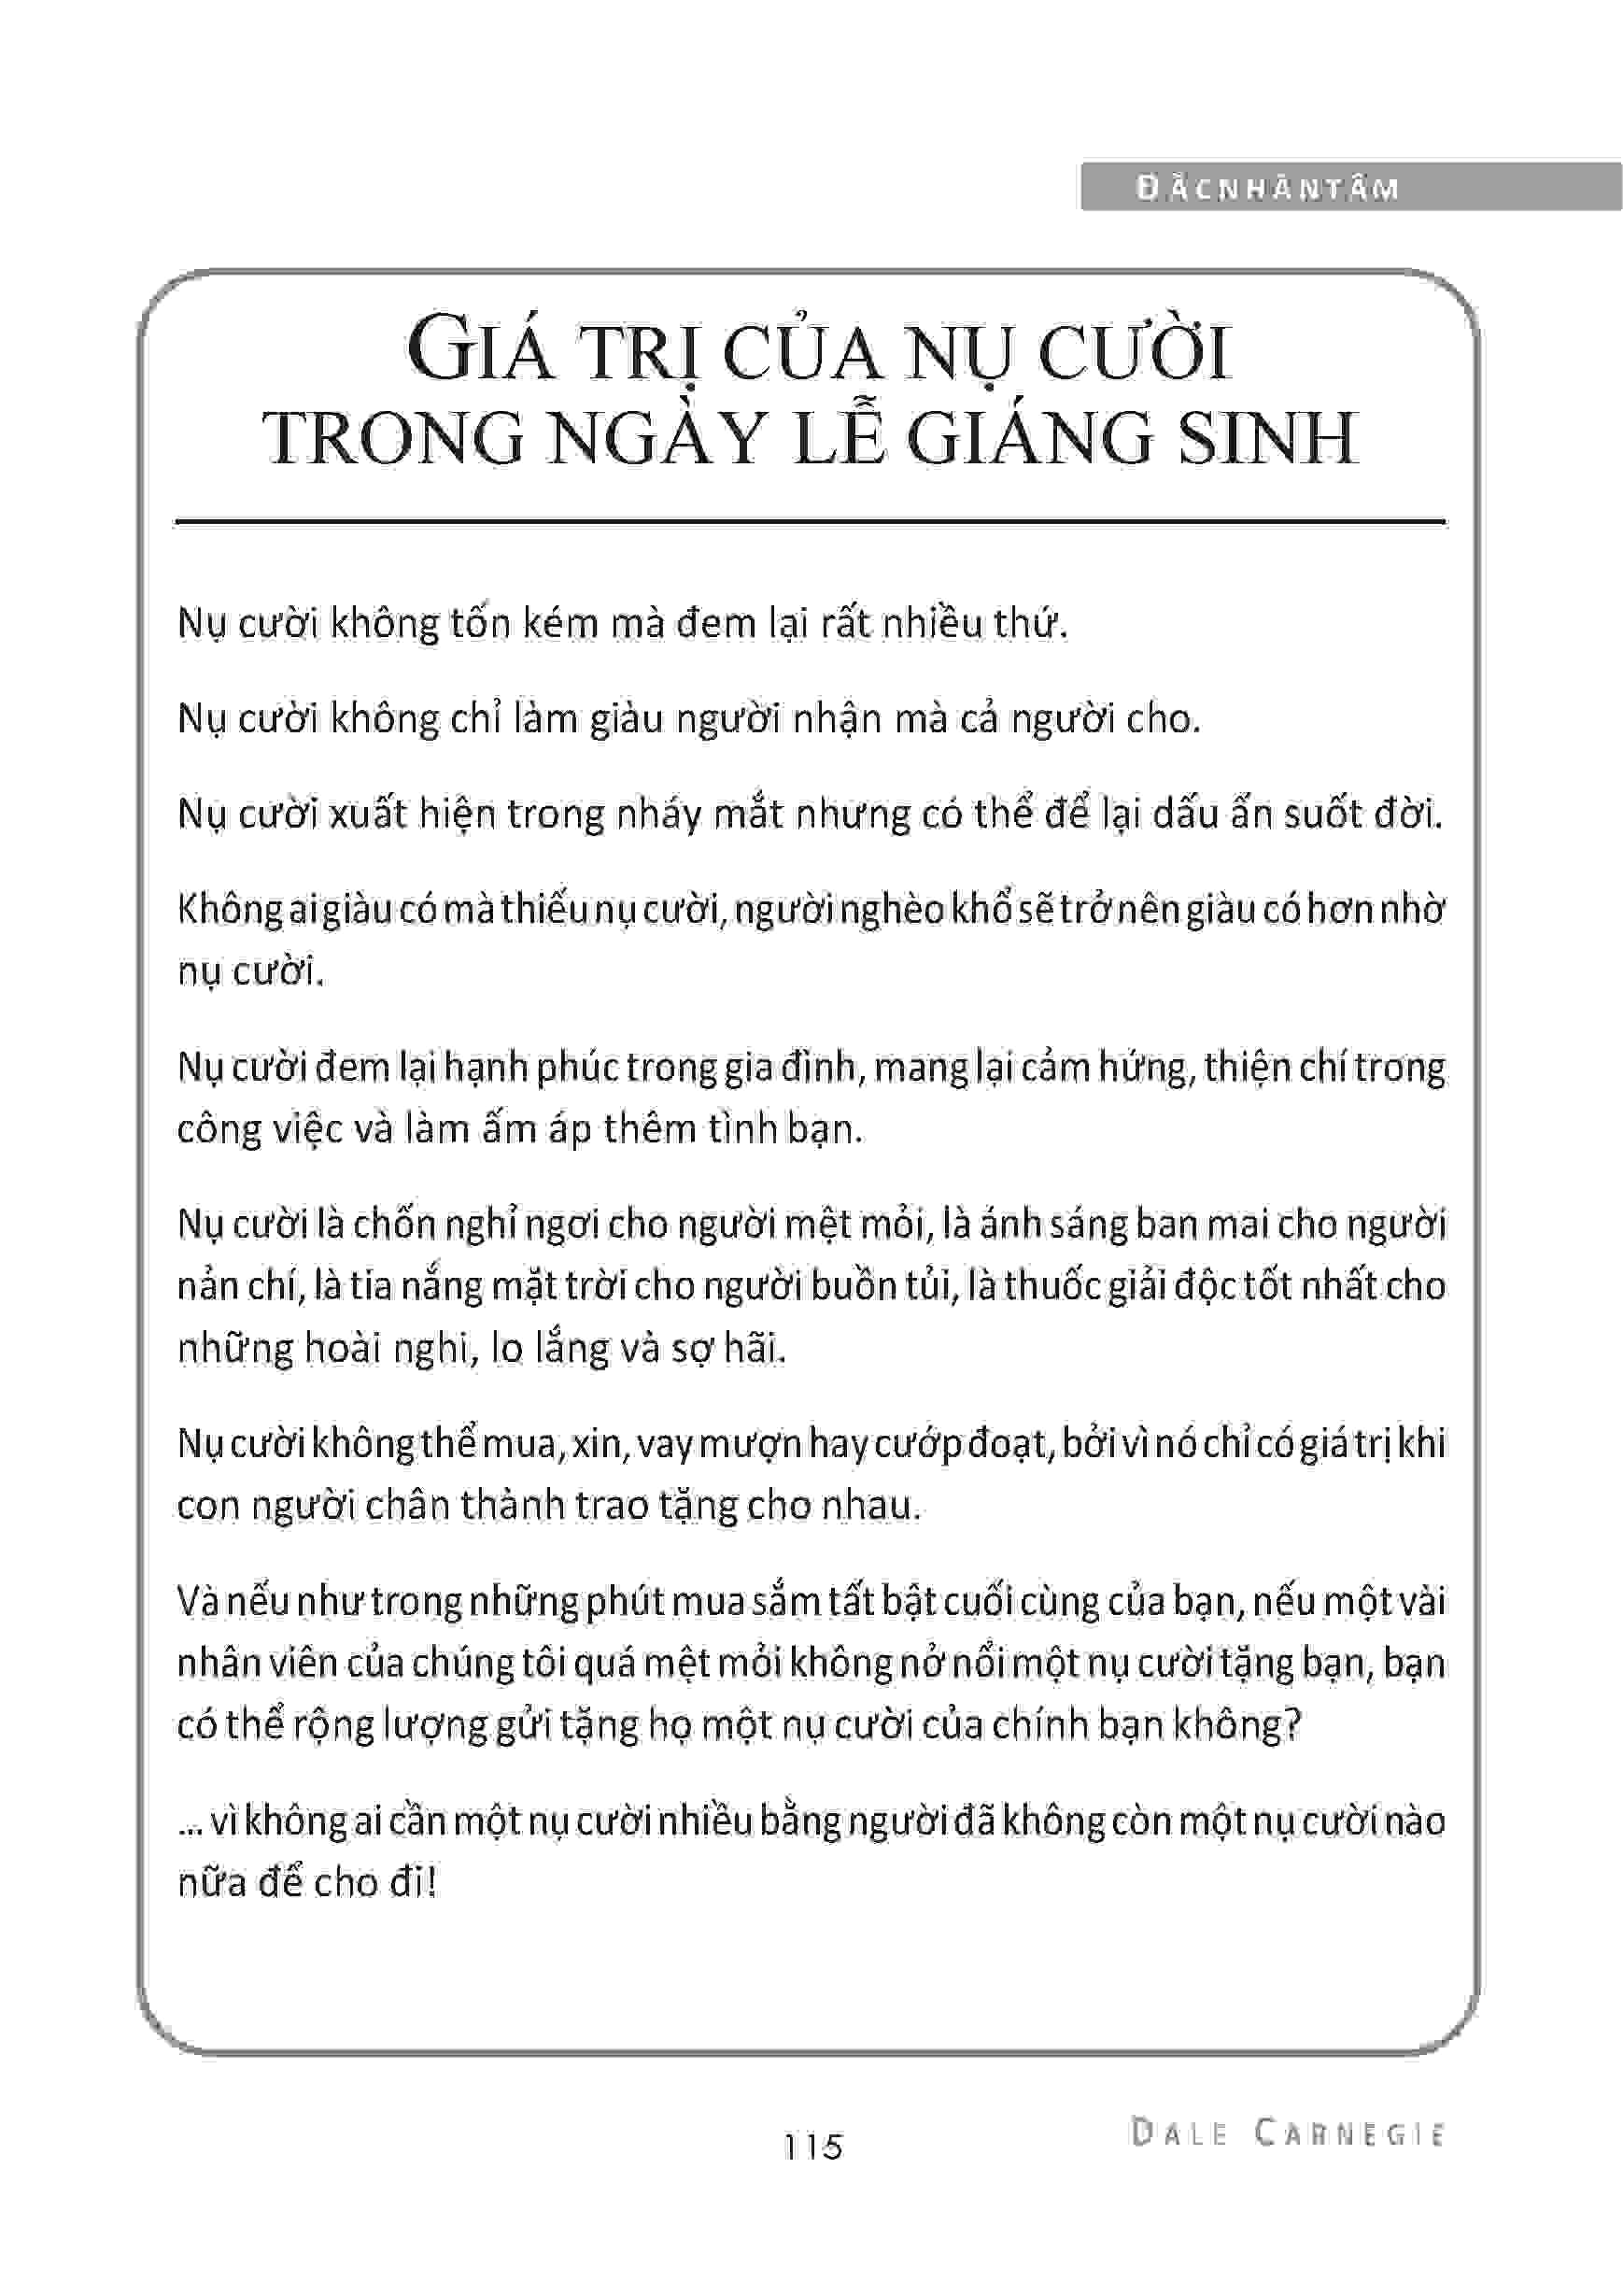 ĐẮCNHÂNTÂM
GIÁ TRỊ CỦA NỤ CƯỜI
TRONG NGÀY LỄ GIÁNG SINH
Nụ cười không tốn kém mà đem lại rất nhiều thứ.
Nụ cười không chỉ làm giàu người nhận mà cả người cho.
Nụ cười xuất hiện trong nháy mắt nhưng có thể để lại dấu ấn suốt đời.
Không ai giàu có mà thiếu nụ cười, người nghèo khổ sẽ trở nên giàu có hơn nhờ
nụ cười.
Nụ cười đem lại hạnh phúc trong gia đình, mang lại cảm hứng, thiện chí trong
công việc và làm ấm áp thêm tình bạn.
Nụ cười là chốn nghỉ ngơi cho người mệt mỏi, là ánh sáng ban mai cho người
nản chí, là tia nắng mặt trời cho người buồn tủi, là thuốc giải độc tốt nhất cho
những hoài nghi, lo lắng và sợ hãi.
Nụ cười không thể mua, xin, vay mượn hay cướp đoạt, bởi vì nó chỉ có giá trị khi
con người chân thành trao tặng cho nhau.
Và nếu như trong những phút mua sắm tất bật cuối cùng của bạn, nếu một vài
nhân viên của chúng tôi quá mệt mỏi không nở nổi một nụ cười tặng bạn, bạn
có thể rộng lượng gửi tặng họ một nụ cười của chính bạn không?
... vì không ai cần một nụ cười nhiều bằng người đã không còn một nụ cười nào
nữa để cho đi!
115
DALE CARNEGIE